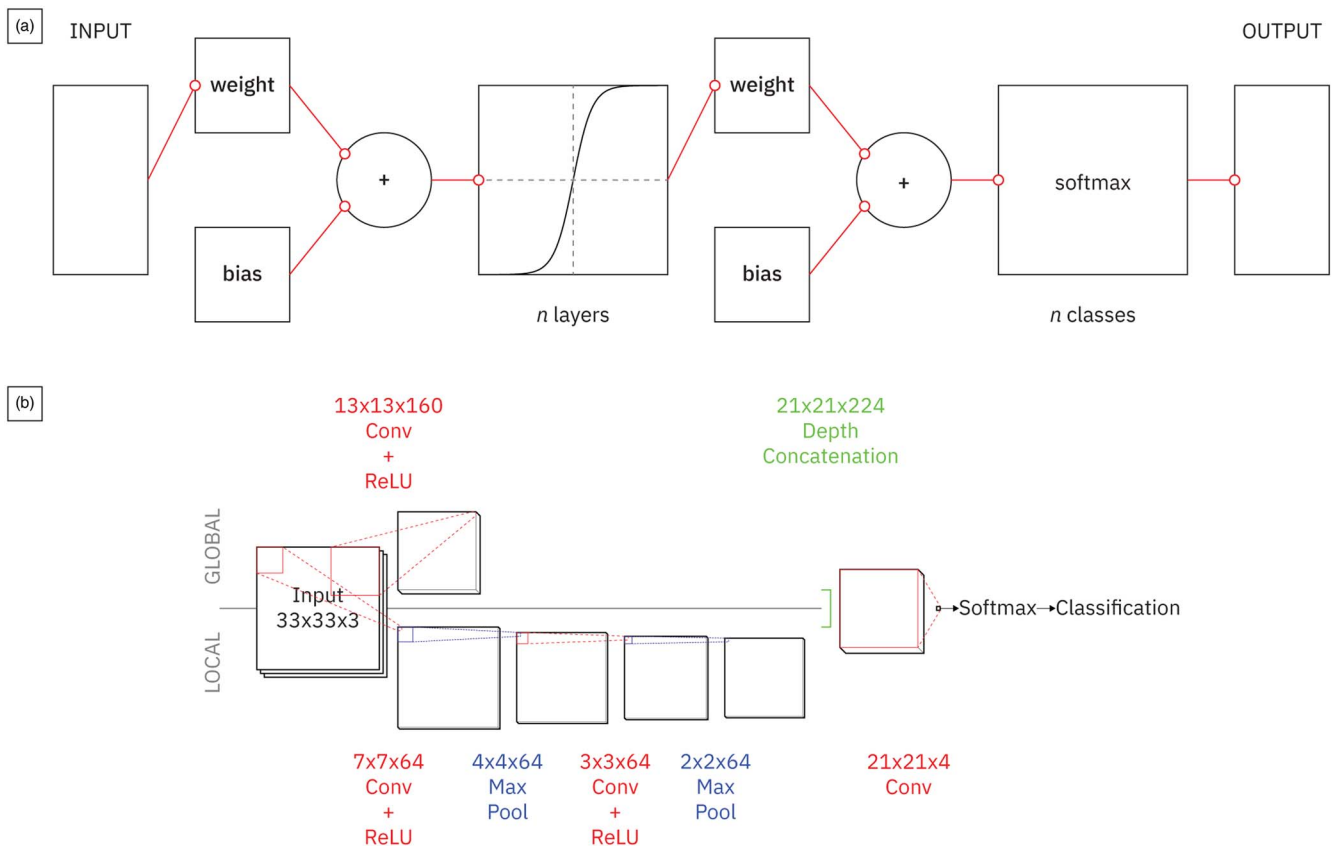 (a)
INPUT
OUTPUT
weight
weight
+
+
softmax
bias
bias
n layers
n classes
(b)
13x13x160
Conv
+
ReLU
21x21x224
Depth
Concatenation
GLOBAL
Input
33x33x3
Softmax
Classification
LOCAL
7x7x64
Conv
+
ReLU
4x4x64
Max
Pool
3x3x64
Conv
+
ReLU
2x2x64
Max
Pool
21x21x4
Conv